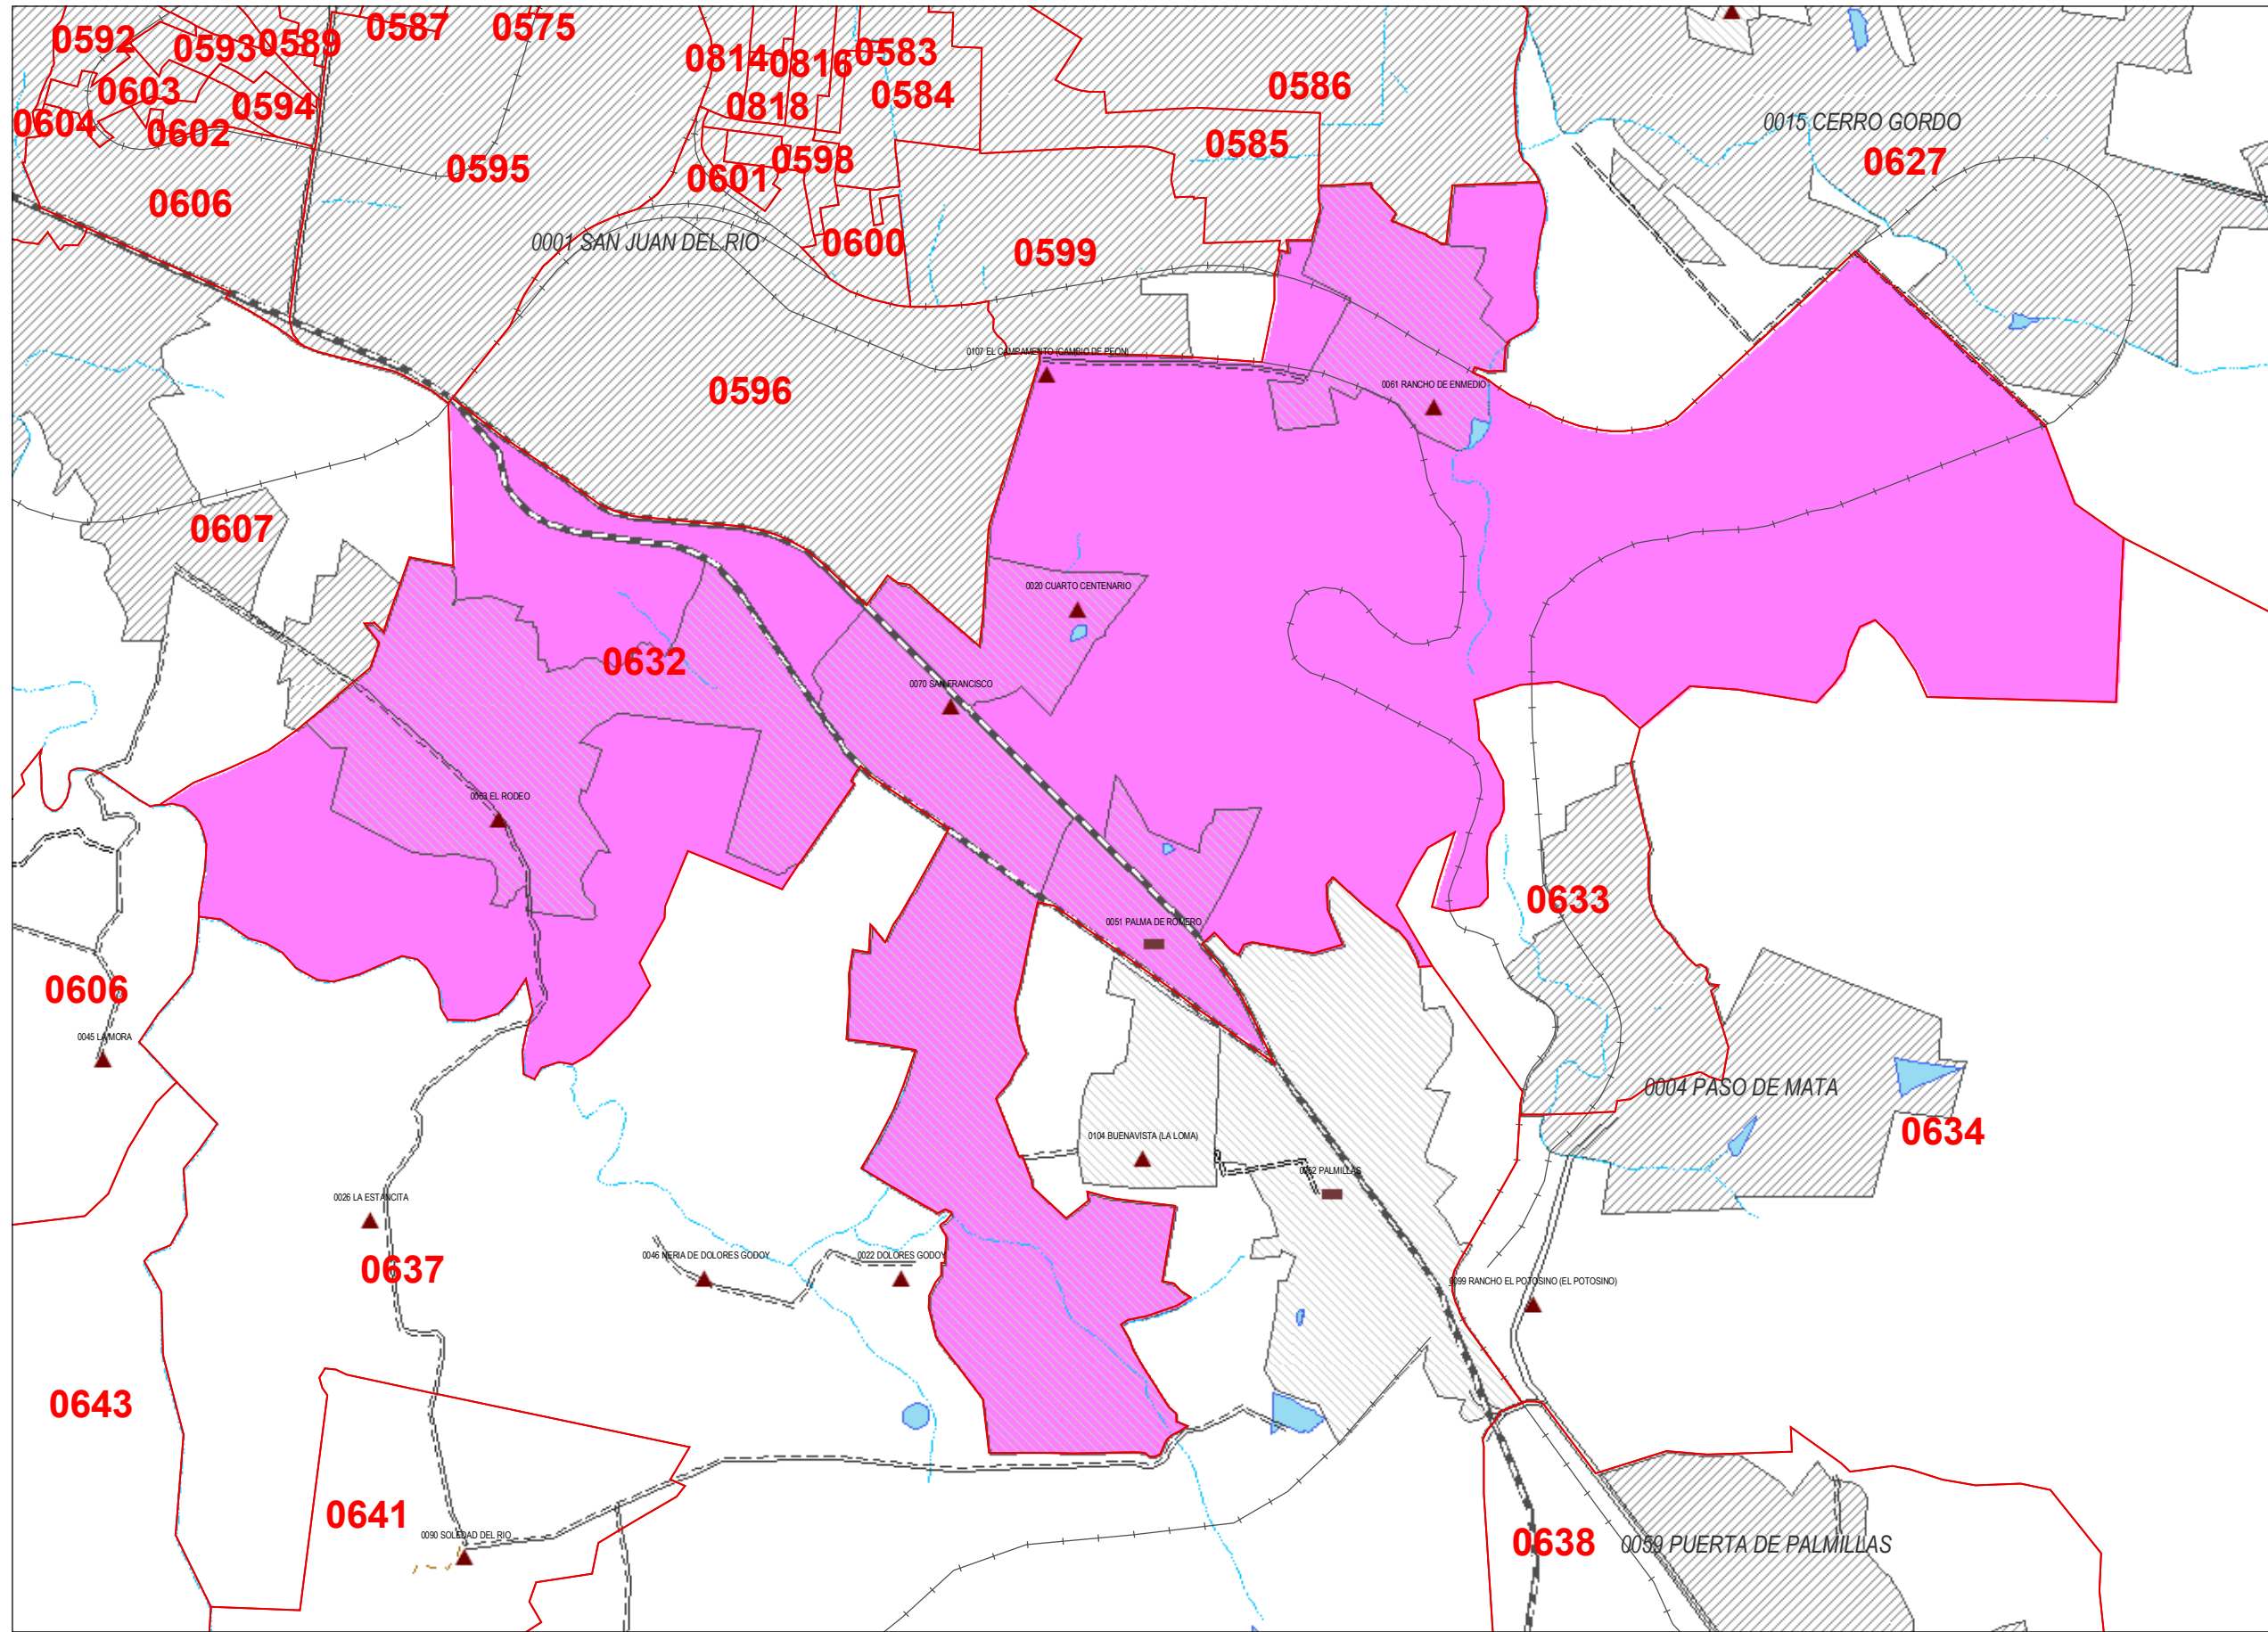 0592
0593
0589
0587
0575
0814
0816
0583
0603
0594
0818
0584
0586
0604
0602
0585
0015 CERRO GORDO
0627
0595
0601
0598
0606
0001 SAN JUAN DEL RIO
0600
0599
0107 EL CAMPAMENTO (CAMBIO DE PEON)
0596
0061 RANCHO DE ENMEDIO
0607
0020 CUARTO CENTENARIO
0632
0070 SAN FRANCISCO
0063 EL RODEO
0633
0051 PALMA DE ROMERO
0606
0045 LA MORA
0004 PASO DE MATA
0634
0104 BUENAVISTA (LA LOMA)
0052 PALMILLAS
0026 LA ESTANCITA
0637
0046 NERIA DE DOLORES GODOY
0022 DOLORES GODOY
0099 RANCHO EL POTOSINO (EL POTOSINO)
0643
0641
0090 SOLEDAD DEL RIO
0638
0059 PUERTA DE PALMILLAS